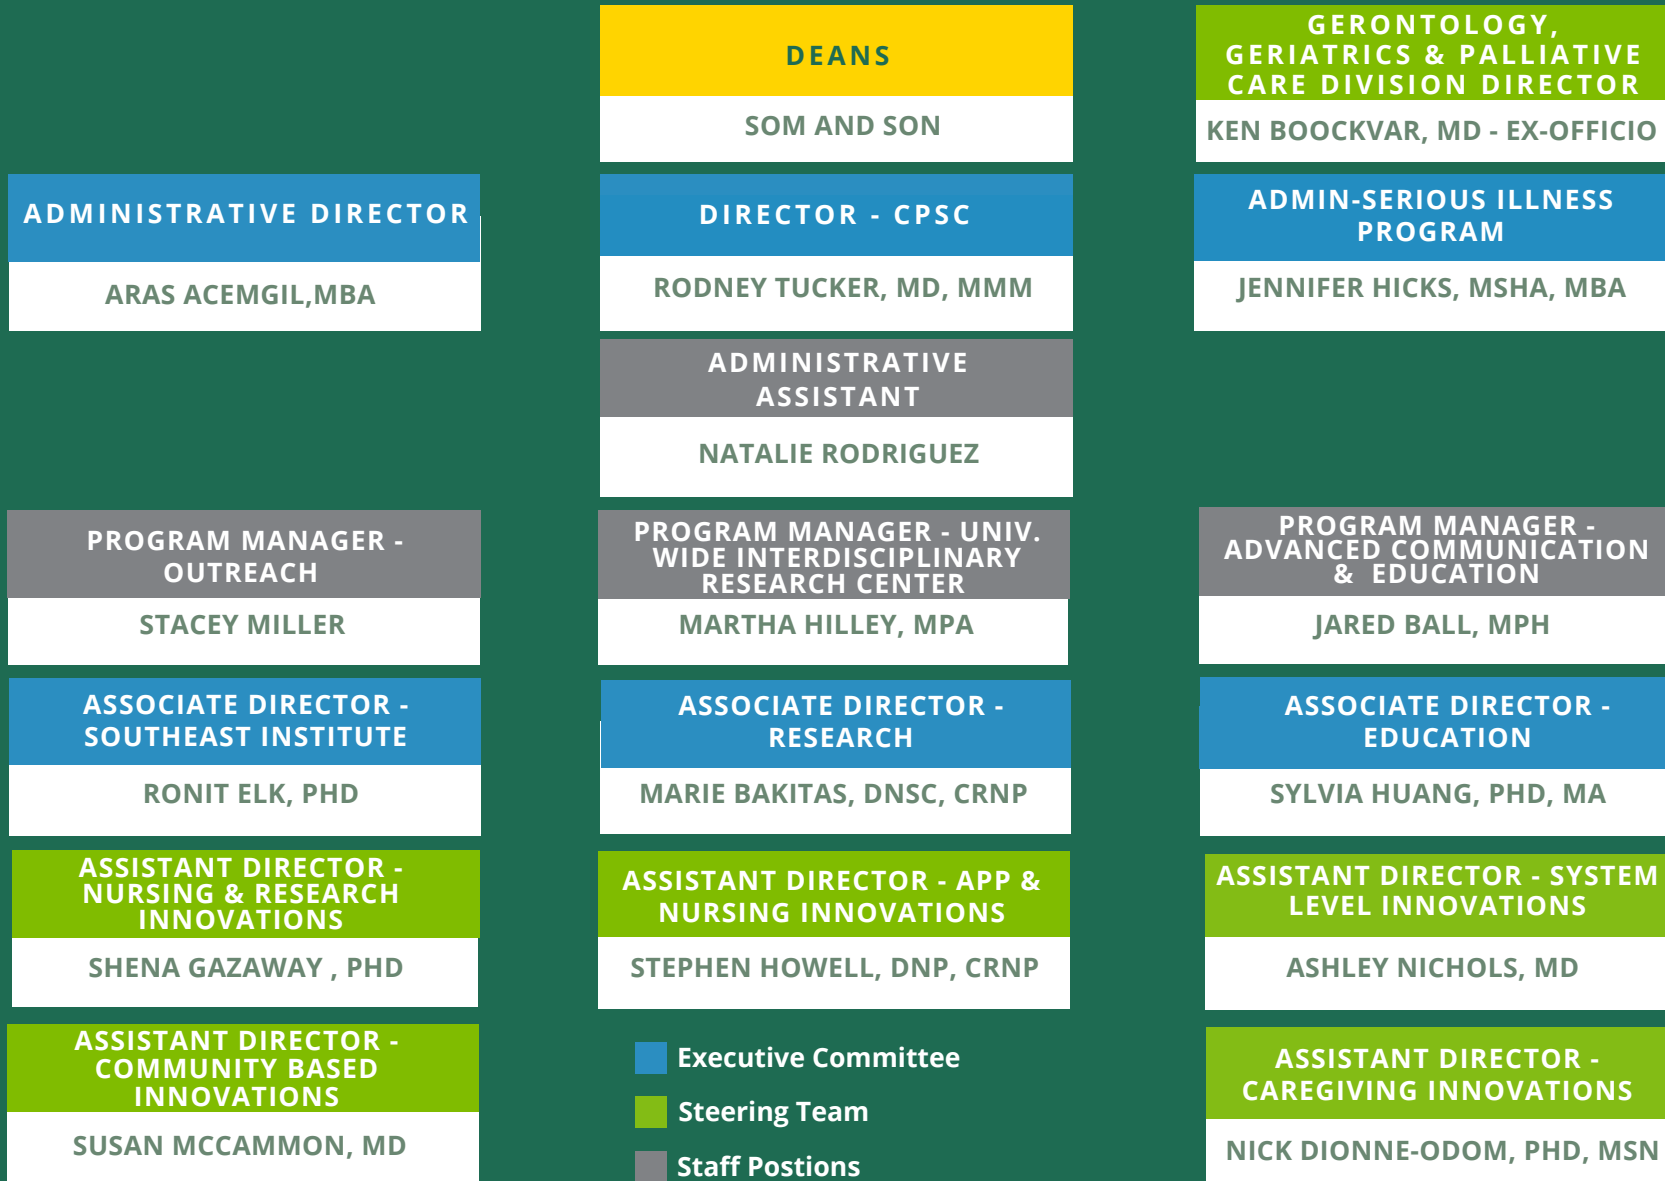 DEANS
SOM AND SON
GERONTOLOGY,
GERIATRICS & PALLIATIVE
CARE DIVISION DIRECTOR
KEN BOOCKVAR, MD - EX-OFFICIO
ADMINISTRATIVE DIRECTOR
ARAS ACEMGIL,MBA
DIRECTOR - CPSC
RODNEY TUCKER, MD, MMM
ADMIN-SERIOUS ILLNESS
PROGRAM
JENNIFER HICKS, MSHA, MBA
ADMINISTRATIVE
ASSISTANT
NATALIE RODRIGUEZ
PROGRAM MANAGER -
OUTREACH
STACEY MILLER
PROGRAM MANAGER - UNIV.
WIDE INTERDISCIPLINARY
RESEARCH CENTER
MARTHA HILLEY, MPA
PROGRAM MANAGER -
ADVANCED COMMUNICATION
& EDUCATION
JARED BALL, MPH
ASSOCIATE DIRECTOR -
SOUTHEAST INSTITUTE
RONIT ELK, PHD
ASSOCIATE DIRECTOR -
RESEARCH
MARIE BAKITAS, DNSC, CRNP
ASSOCIATE DIRECTOR -
EDUCATION
SYLVIA HUANG, PHD, MA
ASSISTANT DIRECTOR -
NURSING & RESEARCH
INNOVATIONS
SHENA GAZAWAY , PHD
ASSISTANT DIRECTOR - APP &
NURSING INNOVATIONS
STEPHEN HOWELL, DNP, CRNP
ASSISTANT DIRECTOR - SYSTEM
LEVEL INNOVATIONS
ASHLEY NICHOLS, MD
ASSISTANT DIRECTOR -
COMMUNITY BASED
INNOVATIONS
SUSAN MCCAMMON, MD
Executive Committee
Steering Team
Staff Postions
ASSISTANT DIRECTOR -
CAREGIVING INNOVATIONS
NICK DIONNE-ODOM, PHD, MSN